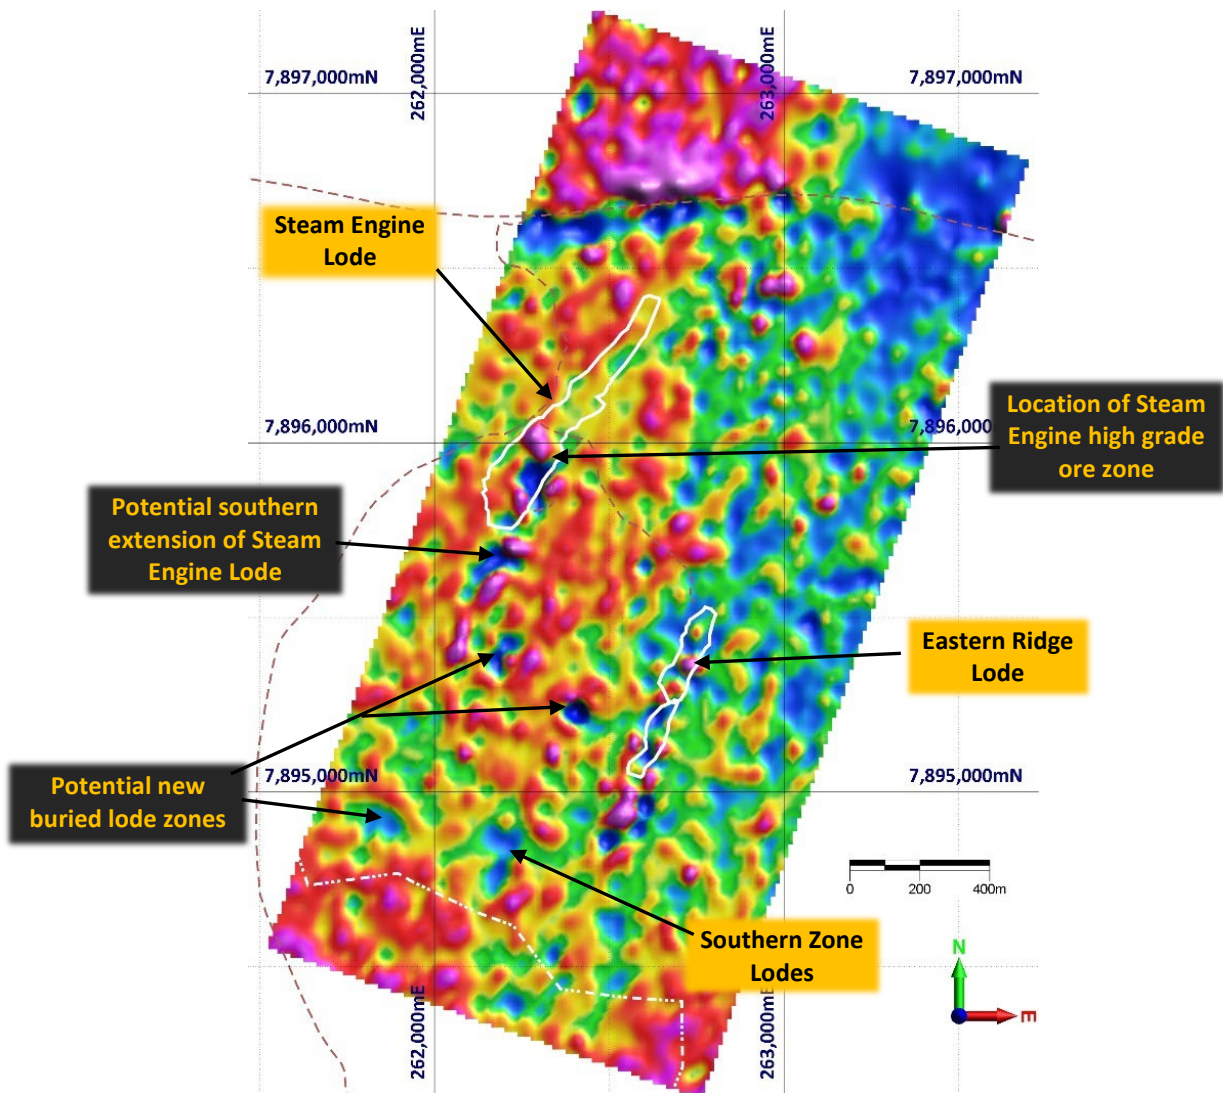 7,897,000mN
262,000mE
263,000mE
7,897,000mN
Steam Engine
Lode
Location of Steam
Engine high grade
ore zone
7,896,000mN
7,896,000
Potential southern
extension of Steam
Engine Lode
Eastern Ridge
Lode
Potential new
buried lode zones
7,895,000mN
7,895,000mN
0 200 400m
Southern Zone
Lodes
N
E
262,000mE
263,000mE